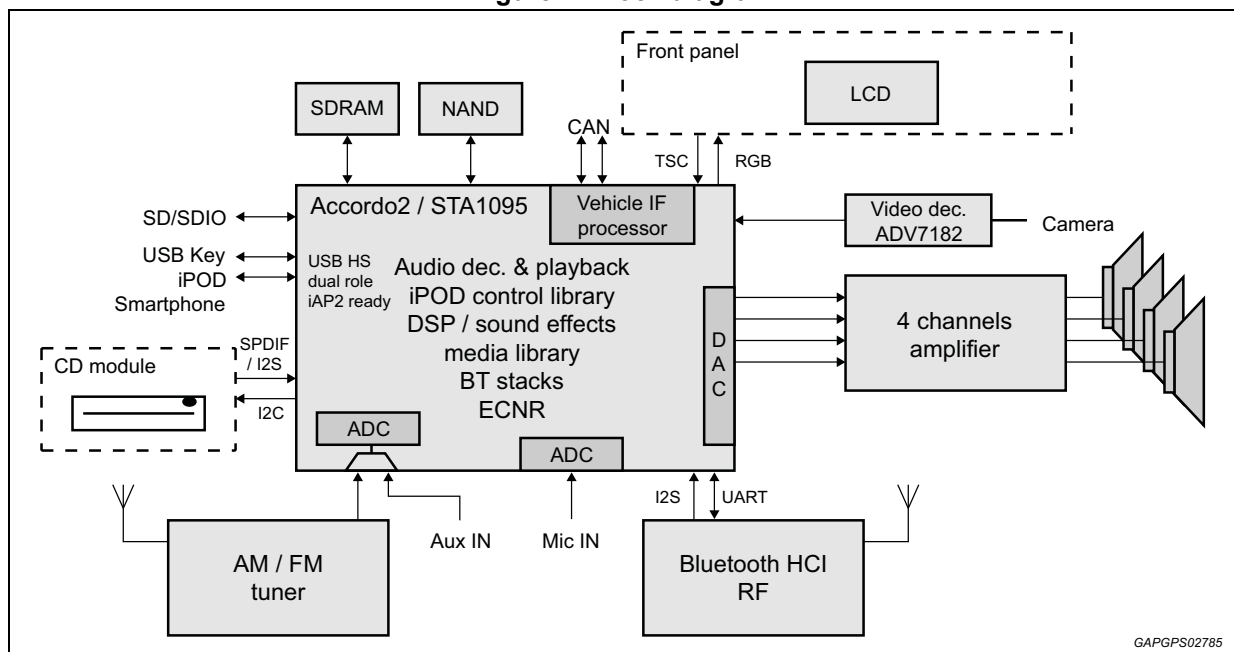 Front panel
LCD
SDRAM
NAND
CAN
TSC
RGB
Accordo2 / STA1095
Vehicle IF
processor
SD/SDIO
USB Key
iPOD
Smartphone
USB HS
dual role
iAP2 ready
Audio dec. & playback
iPOD control library
DSP / sound effects
media library
BT stacks
ECNR
Video dec.
ADV7182
Camera
D
A
C
4 channels
amplifier
CD module
SPDIF
/ I2S
I2C
ADC
ADC
I2S
UART
Aux IN
Mic IN
AM / FM
tuner
Bluetooth HCI
RF
GAPGPS02785